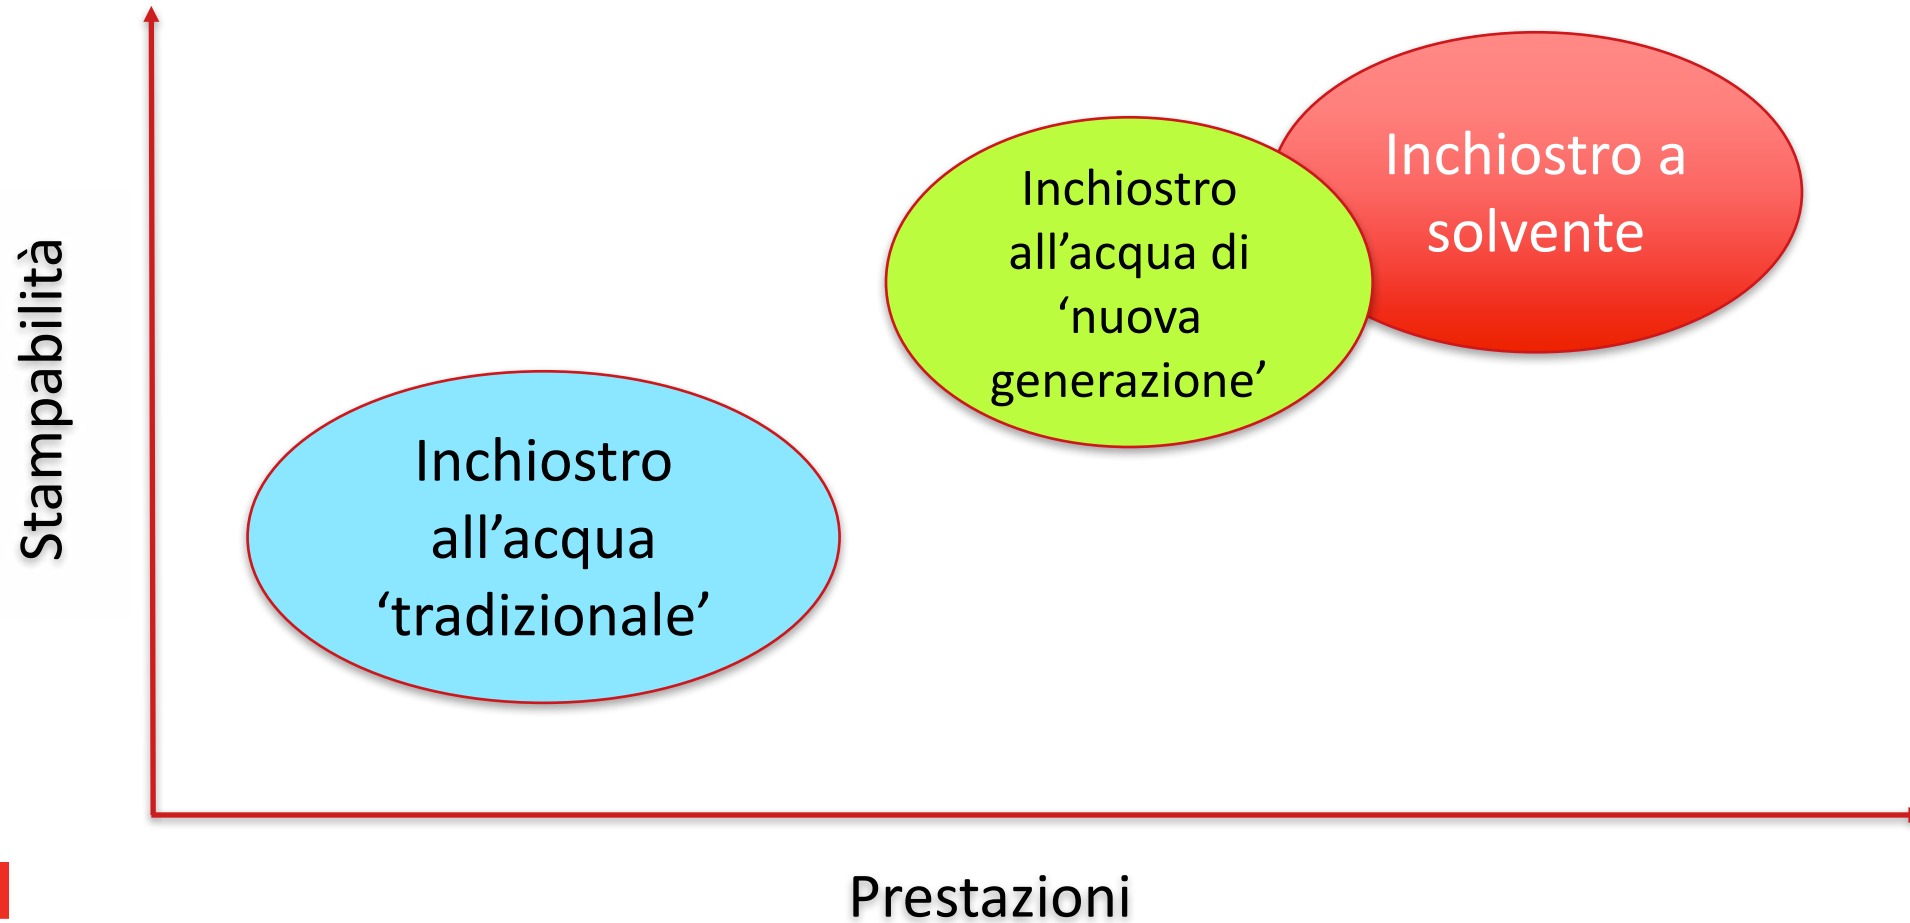 Stampabilità
Inchiostro
all’acqua
‘tradizionale’
Inchiostro
all’acqua di
‘nuova
generazione’
Inchiostro a
solvente
Prestazioni